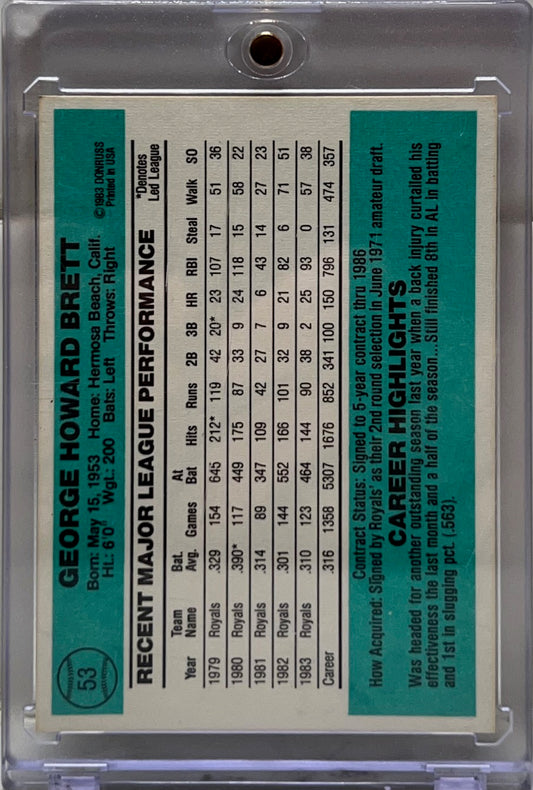 53
GEORGE HOWARD BRETT
Born: May 15, 1953 Home: Hermosa Beach, Calif.
Ht.: 6'0" Wgt.: 200 Bats: Left Throws: Right
©1983 DONRUSS
Printed in USA
RECENT MAJOR LEAGUE PERFORMANCE
*Denotes
Led League
Year Team Name Bat. Avg. Games At Bat Hits Runs 2B 3B HR RBI Steal Walk SO
1979 Royals .329 154 645 212* 119 42 20* 23 107 17 51 36
1980 Royals .390* 117 449 175 87 33 9 24 118 15 58 22
1981 Royals .314 89 347 109 42 27 7 6 43 14 27 23
1982 Royals .301 144 552 166 101 32 9 21 82 6 71 51
1983 Royals .310 123 464 144 90 38 2 25 93 0 57 38
Career .316 1358 5307 1676 852 341 100 150 796 131 474 357
Contract Status: Signed to 5-year contract thru 1986
How Acquired: Signed by Royals' as their 2nd round selection in June 1971 amateur draft.
CAREER HIGHLIGHTS
Was headed for another outstanding season last year when a back injury curtailed his
effectiveness the last month and a half of the season... Still finished 8th in AL in batting
and 1st in slugging pct. (.563).